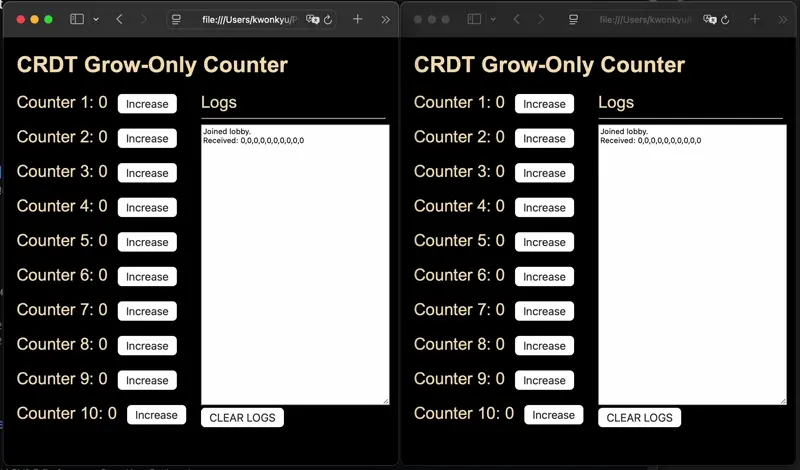 file:///Users/kwonkyu/P
CRDT Grow-Only Counter
Counter 1: 0 Increase
Counter 2: 0 Increase
Counter 3: 0 Increase
Counter 4: 0 Increase
Counter 5: 0 Increase
Counter 6: 0 Increase
Counter 7: 0 Increase
Counter 8: 0 Increase
Counter 9: 0 Increase
Counter 10: 0 Increase
Logs
Joined lobby.
Received: 0,0,0,0,0,0,0,0,0,0
CLEAR LOGS
file:///Users/kwonkyu/
CRDT Grow-Only Counter
Counter 1: 0 Increase
Counter 2: 0 Increase
Counter 3: 0 Increase
Counter 4: 0 Increase
Counter 5: 0 Increase
Counter 6: 0 Increase
Counter 7: 0 Increase
Counter 8: 0 Increase
Counter 9: 0 Increase
Counter 10: 0 Increase
Logs
Joined lobby.
Received: 0,0,0,0,0,0,0,0,0,0
CLEAR LOGS